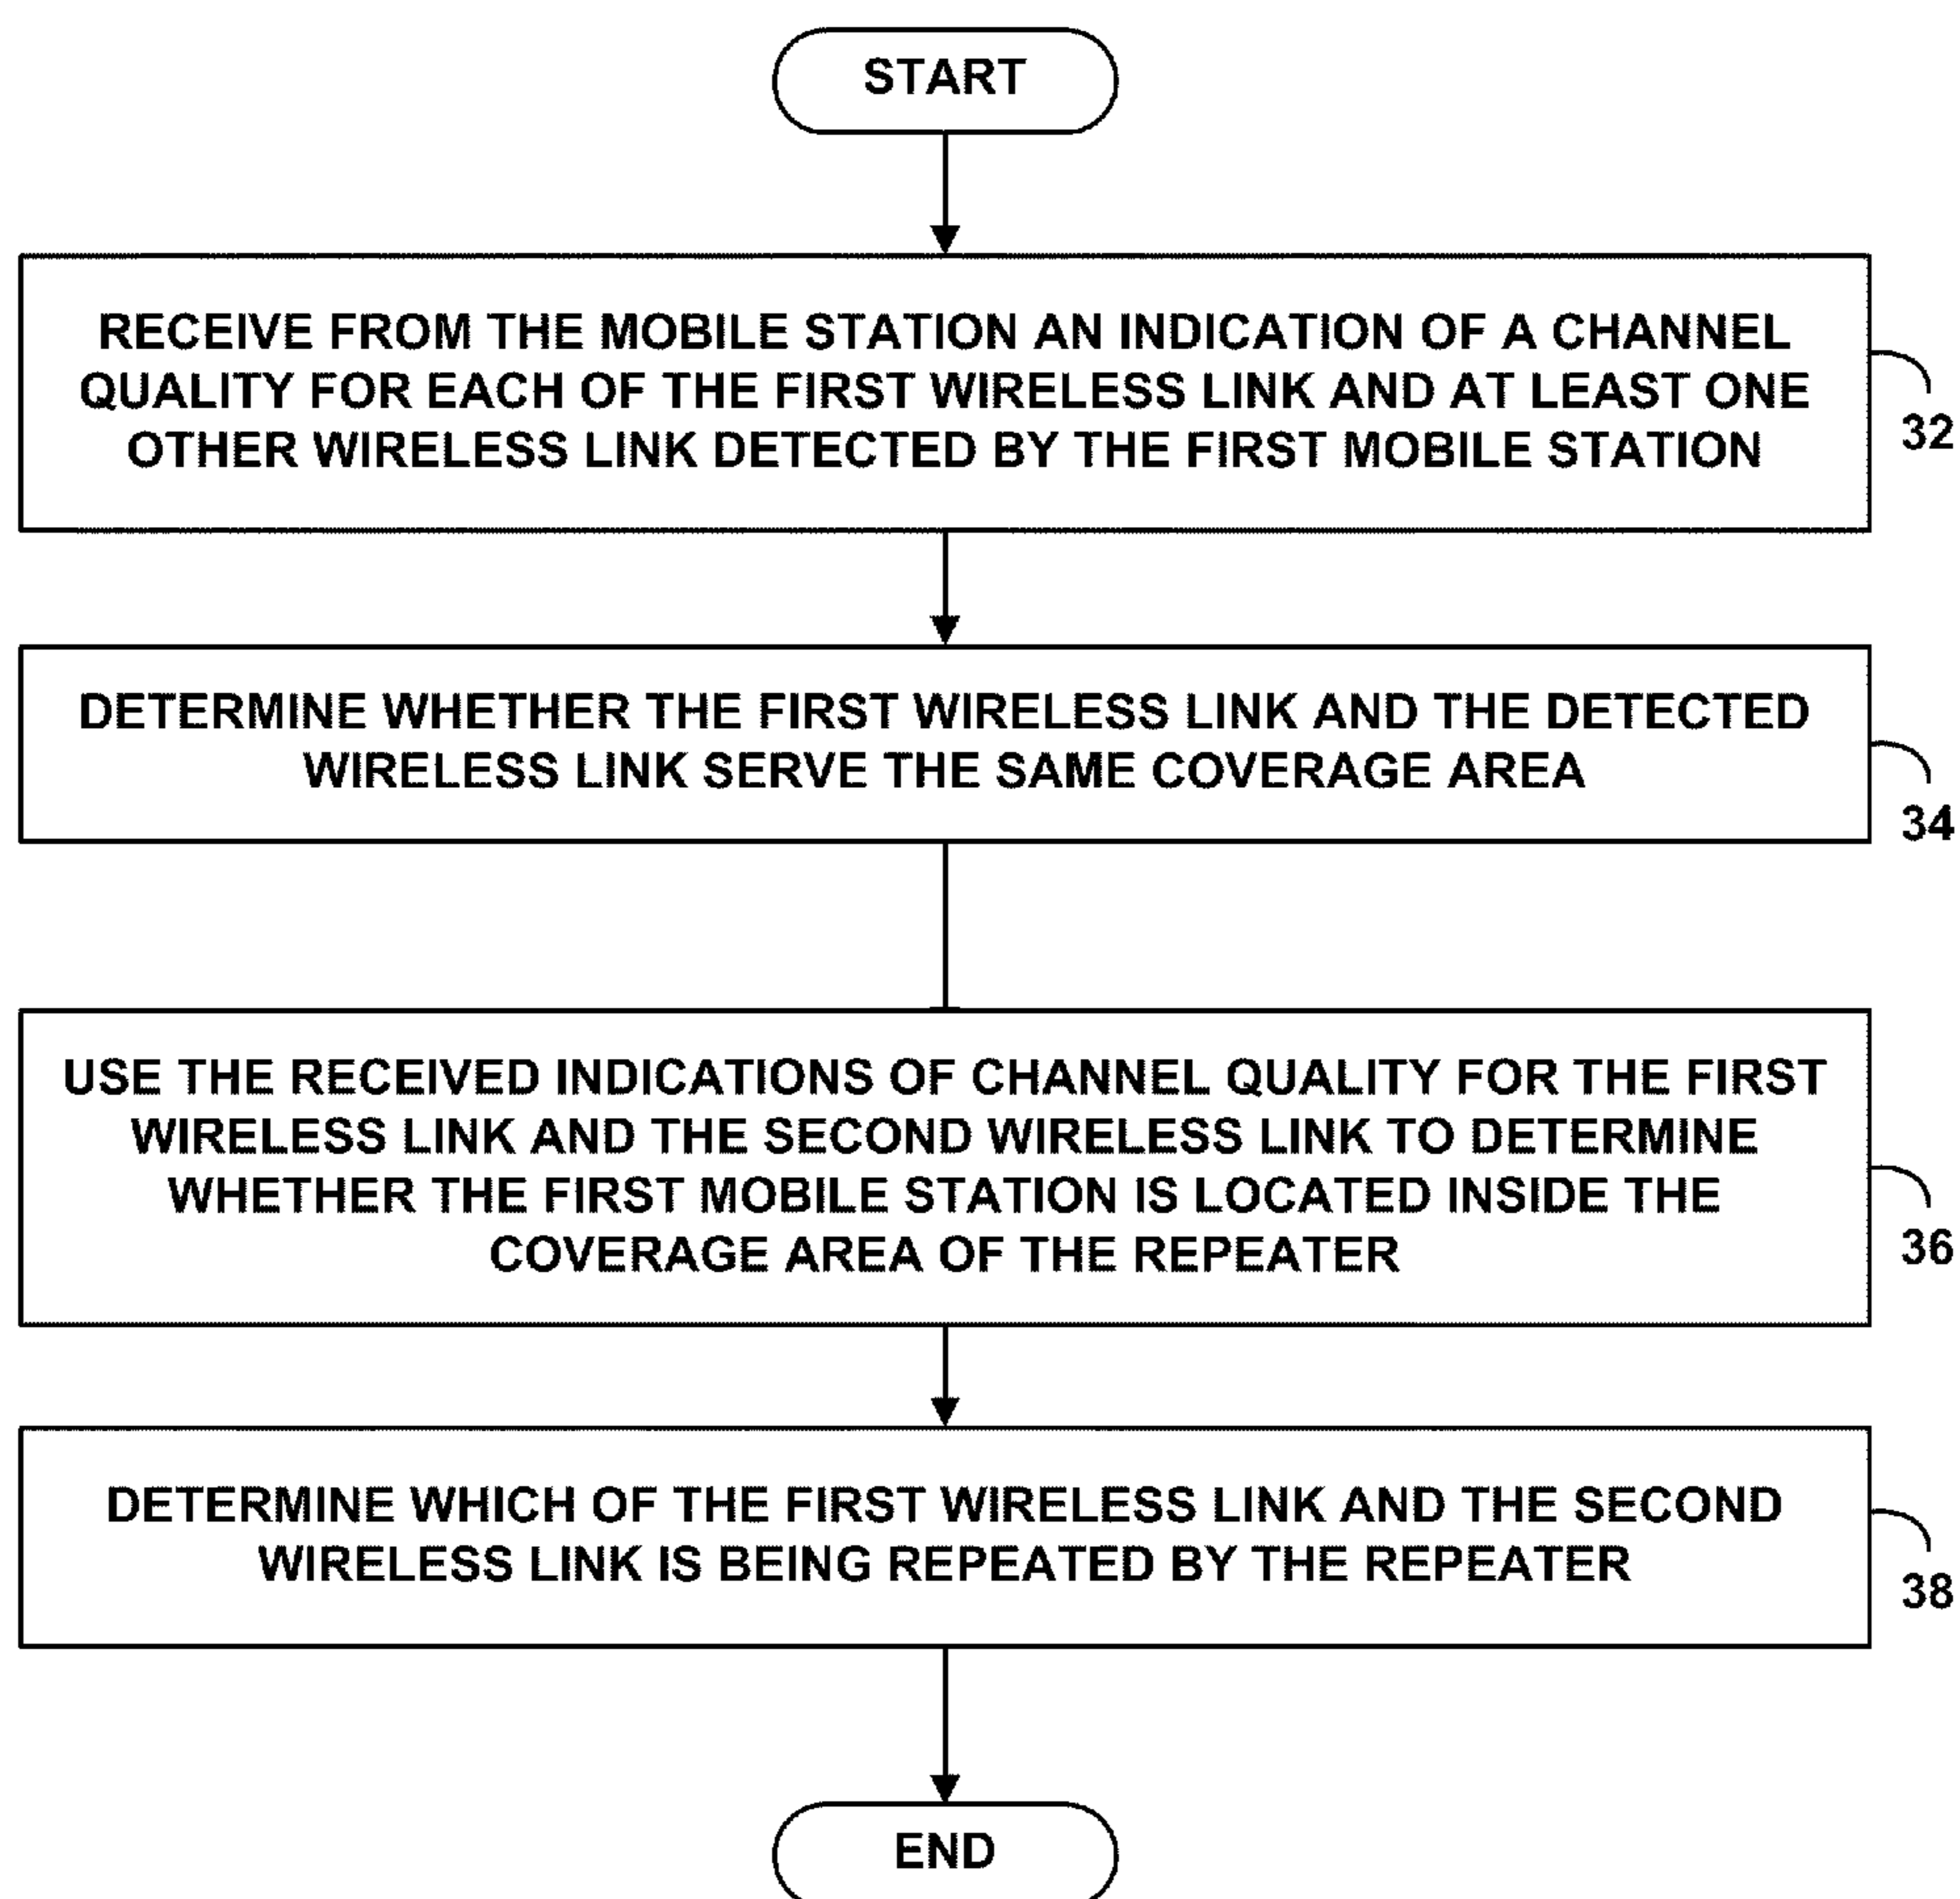 START
RECEIVE FROM THE MOBILE STATION AN INDICATION OF A CHANNEL
QUALITY FOR EACH OF THE FIRST WIRELESS LINK AND AT LEAST ONE
OTHER WIRELESS LINK DETECTED BY THE FIRST MOBILE STATION
32
DETERMINE WHETHER THE FIRST WIRELESS LINK AND THE DETECTED
WIRELESS LINK SERVE THE SAME COVERAGE AREA
34
USE THE RECEIVED INDICATIONS OF CHANNEL QUALITY FOR THE FIRST
WIRELESS LINK AND THE SECOND WIRELESS LINK TO DETERMINE
WHETHER THE FIRST MOBILE STATION IS LOCATED INSIDE THE
COVERAGE AREA OF THE REPEATER
36
DETERMINE WHICH OF THE FIRST WIRELESS LINK AND THE SECOND
WIRELESS LINK IS BEING REPEATED BY THE REPEATER
38
END